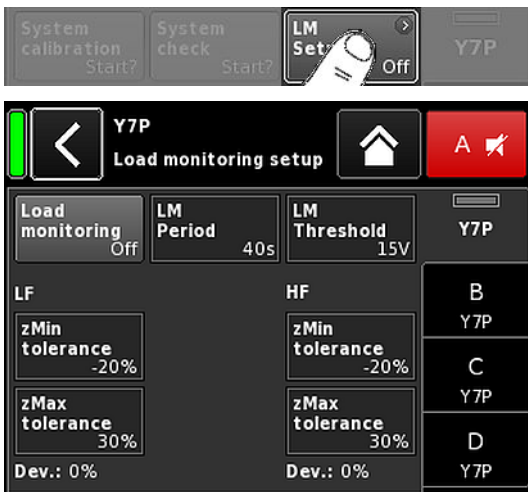 System calibration Start?
System check Start?
LM Set Off
Y7P
Y7P
Load monitoring setup
A
Load monitoring Off
LM Period 40s
LM Threshold 15V
Y7P
LF
HF
B
Y7P
zMin tolerance -20%
zMin tolerance -20%
C
Y7P
zMax tolerance 30%
zMax tolerance 30%
D
Y7P
Dev.: 0%
Dev.: 0%